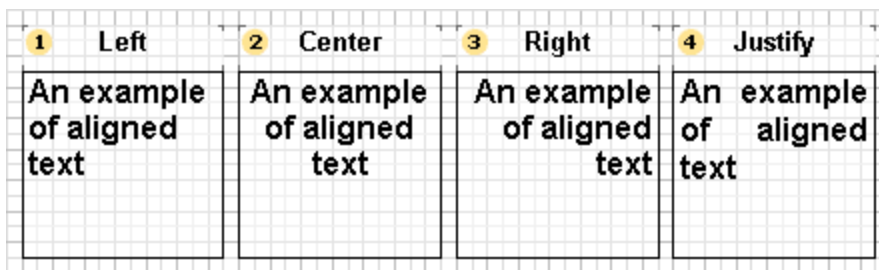 1 Left
2 Center
3 Right
4 Justify
An example
of aligned
text
An example
of aligned
text
An example
of aligned
text
An example
of aligned
text